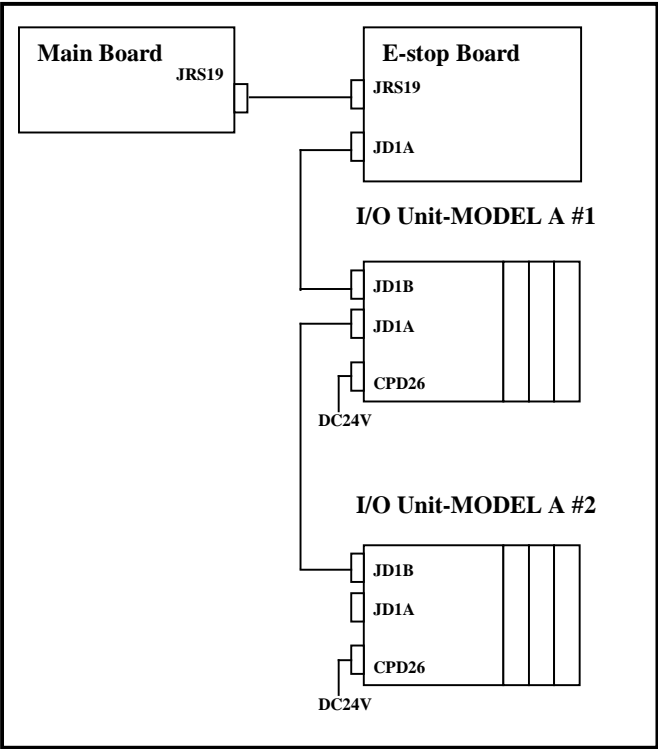 Main Board
JRS19
E-stop Board
JRS19
JD1A
I/O Unit-MODEL A #1
JD1B
JD1A
CPD26
DC24V
I/O Unit-MODEL A #2
JD1B
JD1A
CPD26
DC24V